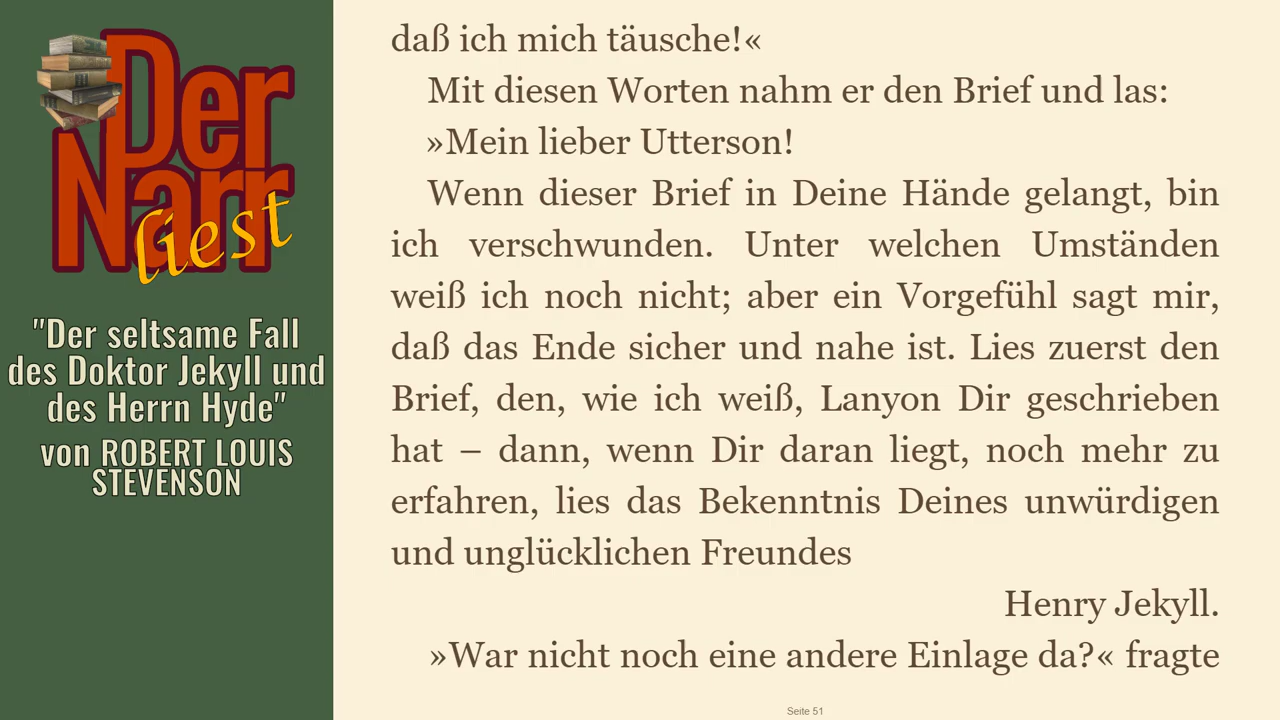 Der
Narr
liest
"Der seltsame Fall
des Doktor Jekyll und
des Herrn Hyde"
von ROBERT LOUIS
STEVENSON
daß ich mich täusche!«
Mit diesen Worten nahm er den Brief und las:
»Mein lieber Utterson!
Wenn dieser Brief in Deine Hände gelangt, bin
ich verschwunden. Unter welchen Umständen
weiß ich noch nicht; aber ein Vorgefühl sagt mir,
daß das Ende sicher und nahe ist. Lies zuerst den
Brief, den, wie ich weiß, Lanyon Dir geschrieben
hat – dann, wenn Dir daran liegt, noch mehr zu
erfahren, lies das Bekenntnis Deines unwürdigen
und unglücklichen Freundes
Henry Jekyll.
»War nicht noch eine andere Einlage da?« fragte
Seite 51